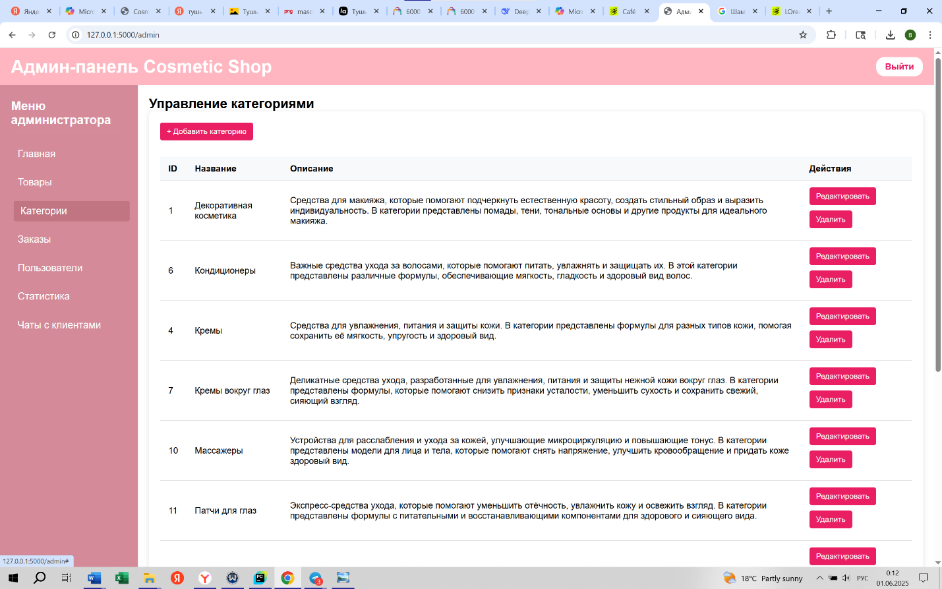 Янде
Micr
Cosm
тушь
Тушь
масс
Тушь
6000
6000
Deep
Micr
Café
Адм
Шам
LOre
127.0.0.1:5000/admin
Админ-панель Cosmetic Shop
Выйти
Меню
администратора
Главная
Товары
Категории
Заказы
Пользователи
Статистика
Чаты с клиентами
Управление категориями
+ Добавить категорию
ID Название Описание Действия
1
Декоративная
косметика
Средства для макияжа, которые помогают подчеркнуть естественную красоту, создать стильный образ и выразить
индивидуальность. В категории представлены помады, тени, тональные основы и другие продукты для идеального
макияжа.
Редактировать
Удалить
6
Кондиционеры
Важные средства ухода за волосами, которые помогают питать, увлажнять и защищать их. В этой категории
представлены различные формулы, обеспечивающие мягкость, гладкость и здоровый вид волос.
Редактировать
Удалить
4
Кремы
Средства для увлажнения, питания и защиты кожи. В категории представлены формулы для разных типов кожи, помогая
сохранить её мягкость, упругость и здоровый вид.
Редактировать
Удалить
7
Кремы вокруг глаз
Деликатные средства ухода, разработанные для увлажнения, питания и защиты нежной кожи вокруг глаз. В категории
представлены формулы, которые помогают снизить признаки усталости, уменьшить сухость и сохранить свежий,
сияющий взгляд.
Редактировать
Удалить
10
Массажеры
Устройства для расслабления и ухода за кожей, улучшающие микроциркуляцию и повышающие тонус. В категории
представлены модели для лица и тела, которые помогают снять напряжение, улучшить кровообращение и придать коже
здоровый вид.
Редактировать
Удалить
11
Патчи для глаз
Экспресс-средства ухода, которые помогают уменьшить отёчность, увлажнить кожу и освежить взгляд. В категории
представлены формулы с питательными и восстанавливающими компонентами для здорового и сияющего вида.
Редактировать
Удалить
Редактировать
127.0.0.1:5000/admin#
18°C Partly sunny
РУС
0:12
01.06.2025